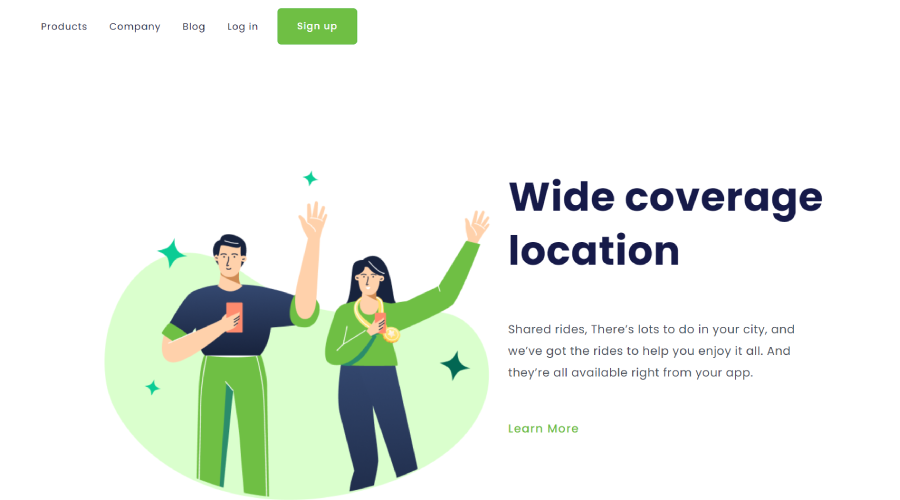 Products Company Blog Log in Sign up
Wide coverage
location
Shared rides, There's lots to do in your city, and
we've got the rides to help you enjoy it all. And
they're all available right from your app.
Learn More